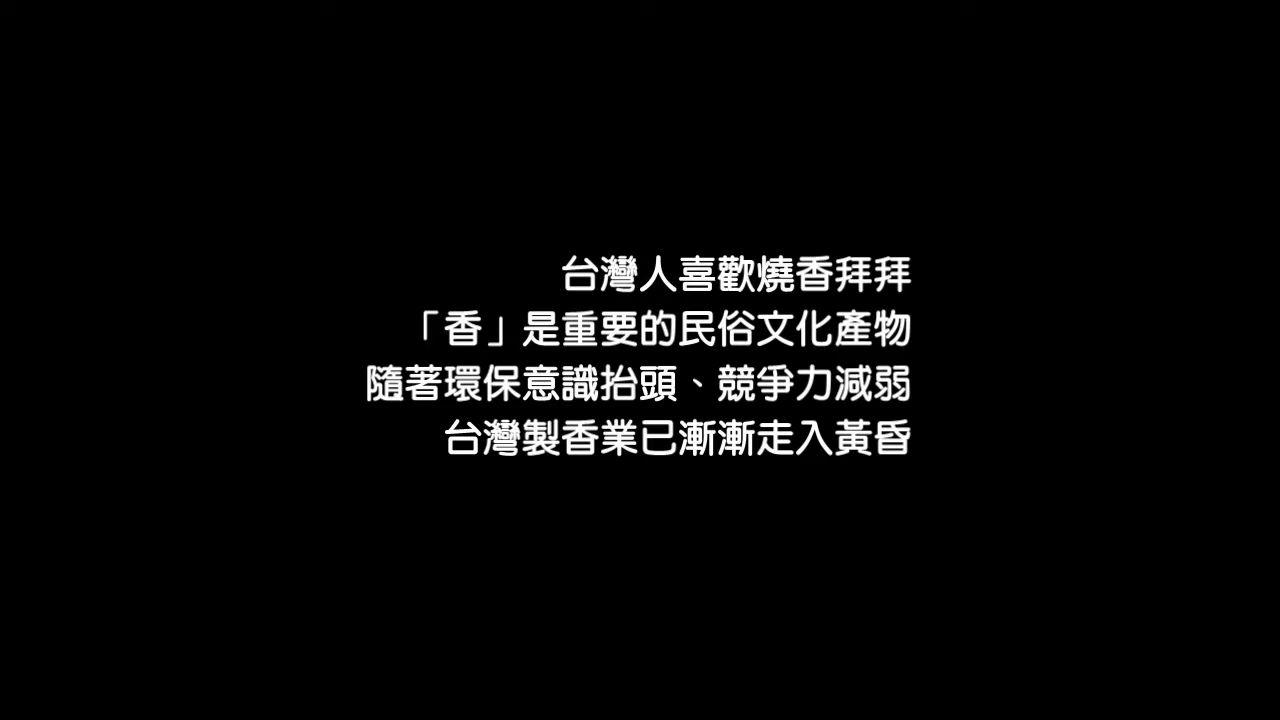 台灣人喜歡燒香拜拜
「香」是重要的民俗文化產物
隨著環保意識抬頭、競爭力減弱
台灣製香業已漸漸走入黃昏